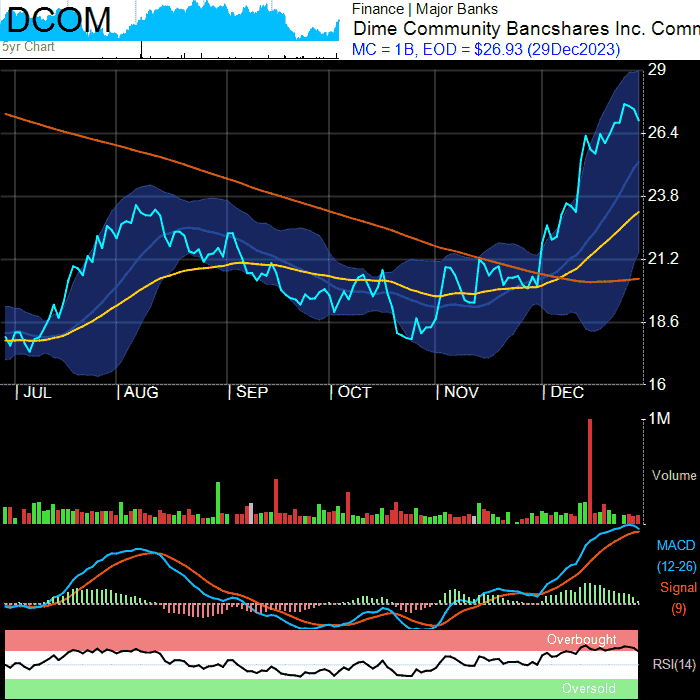 DCOM
5yr Chart
Finance | Major Banks
Dime Community Bancshares Inc. Comm
MC = 1B, EOD = $26.93 (29Dec2023)
29
26.4
23.8
21.2
18.6
16
| JUL | AUG | SEP | OCT | NOV | DEC
1M
Volume
MACD
(12-26)
Signal
(9)
Overbought
RSI(14)
Oversold